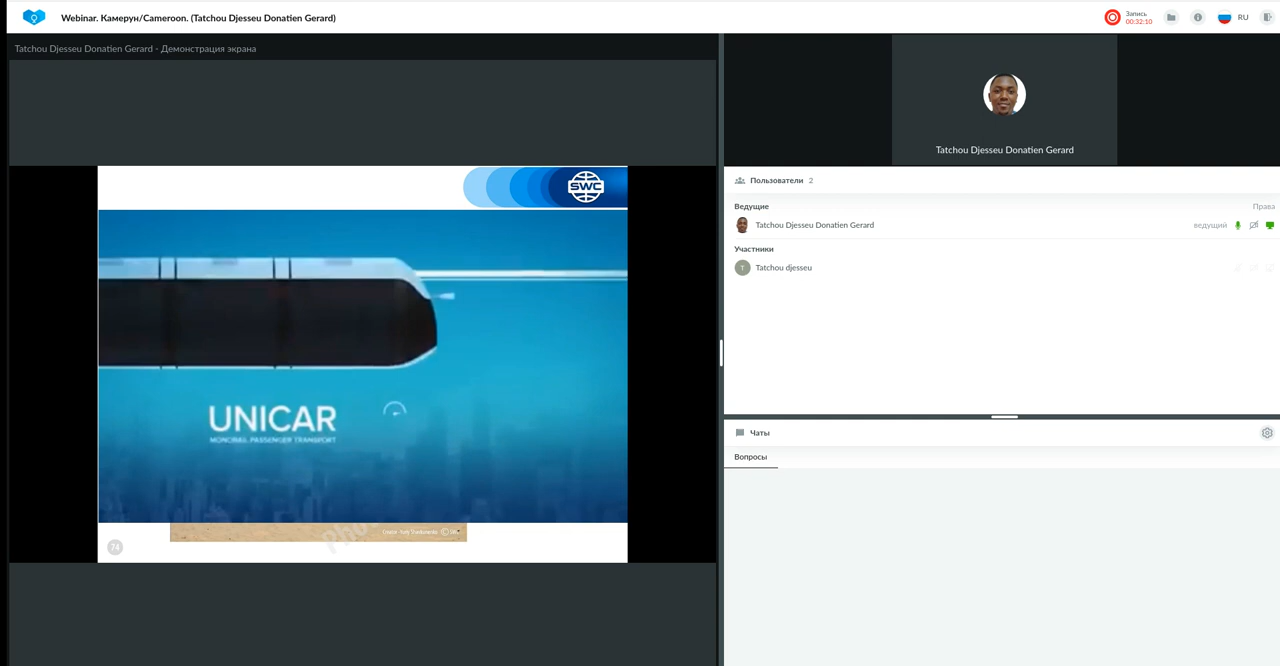 Webinar. Камерун/Cameroon. (Tatchou Djesseu Donatien Gerard)
Запись
00:32:10
RU
Tatchou Djesseu Donatien Gerard - Демонстрация экрана
SWC
UNICAR
MONORAIL PASSENGER TRANSPORT
74
Tatchou Djesseu Donatien Gerard
Пользователи 2
Ведущие Права
Tatchou Djesseu Donatien Gerard ведущий
Участники
T Tatchou djesseu
Чаты
Вопросы